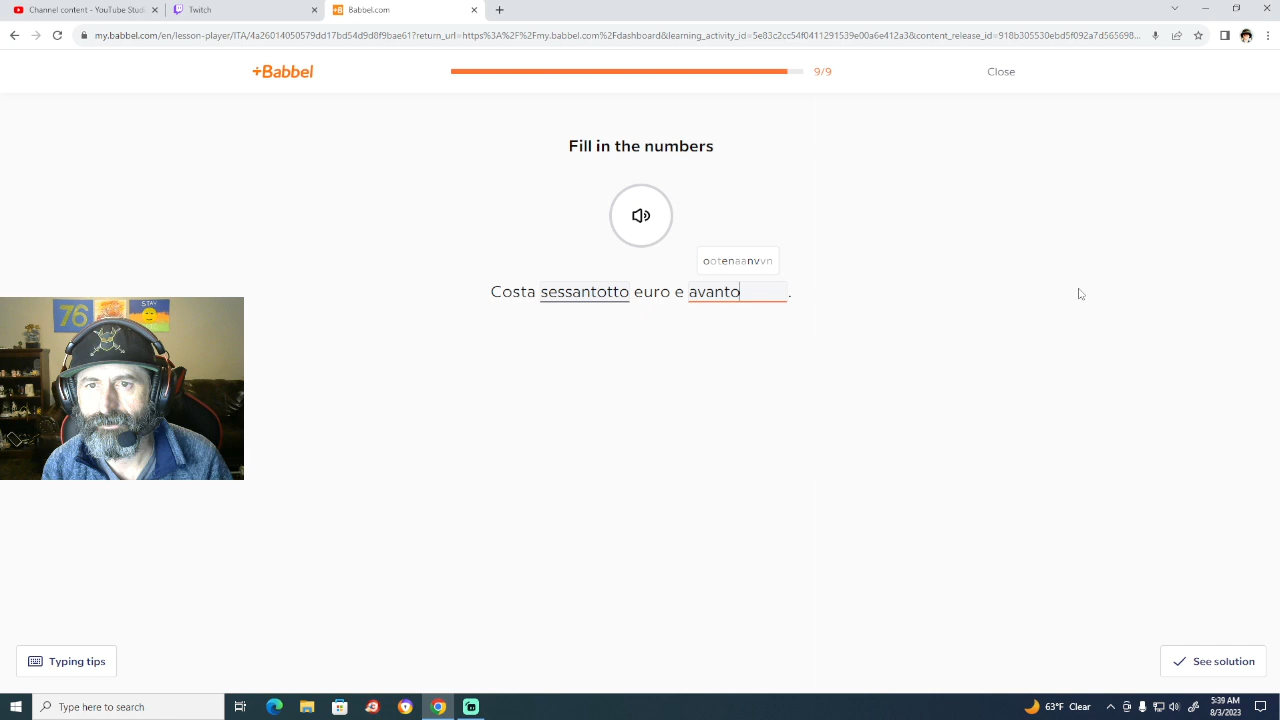 Channel content - YouTube Studi
Twitch
Babbel.com
my.babbel.com/en/lesson-player/ITA/4a26014050579dd17bd54d9d8f9bae61?return_url=https%3A%2F%2Fmy.babbel.com%2Fdashboard&learning_activity_id=5e83c2cc54f0411291539e00a6e412a3&content_release_id=918b305530ebd5f092a7d565698...
+Babbel
9/9
Close
Fill in the numbers
ootenaanvvn
Costa sessantotto euro e avanto.
76
STAY
Typing tips
See solution
Type here to search
63°F Clear
5:39 AM
8/3/2023